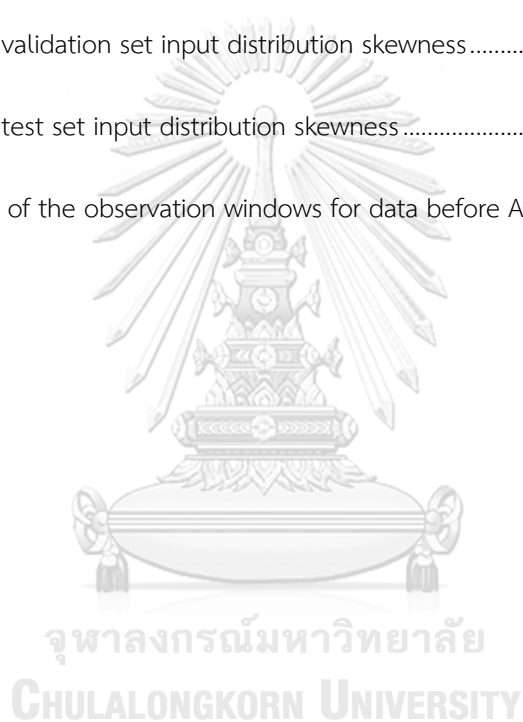 validation set input distribution skewness.........
test set input distribution skewness....................
of the observation windows for data before A
จุฬาลงกรณ์มหาวิทยาลัย
CHULALONGKORN UNIVERSITY